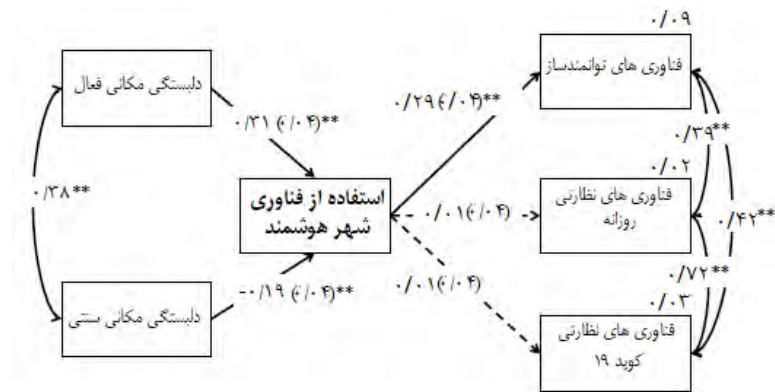 ۰/۰۹
فناوری های توانمندساز
دلبستگی مکانی فعال
۰/۳۱(۰/۰۴)**
۰/۲۹(۰/۰۴)**
۰/۳۹**
۰/۰۲
۰/۳۸**
استفاده از فناوری
شهر هوشمند
۰/۰۱(۰/۰۴)
فناوری های نظارتی
روزانه
۰/۴۲**
۰/۷۲**
-۰/۱۹(۰/۰۴)**
۰/۰۱(۰/۰۴)
۰/۰۳
دلبستگی مکانی سنتی
فناوری های نظارتی
کوید ۱۹